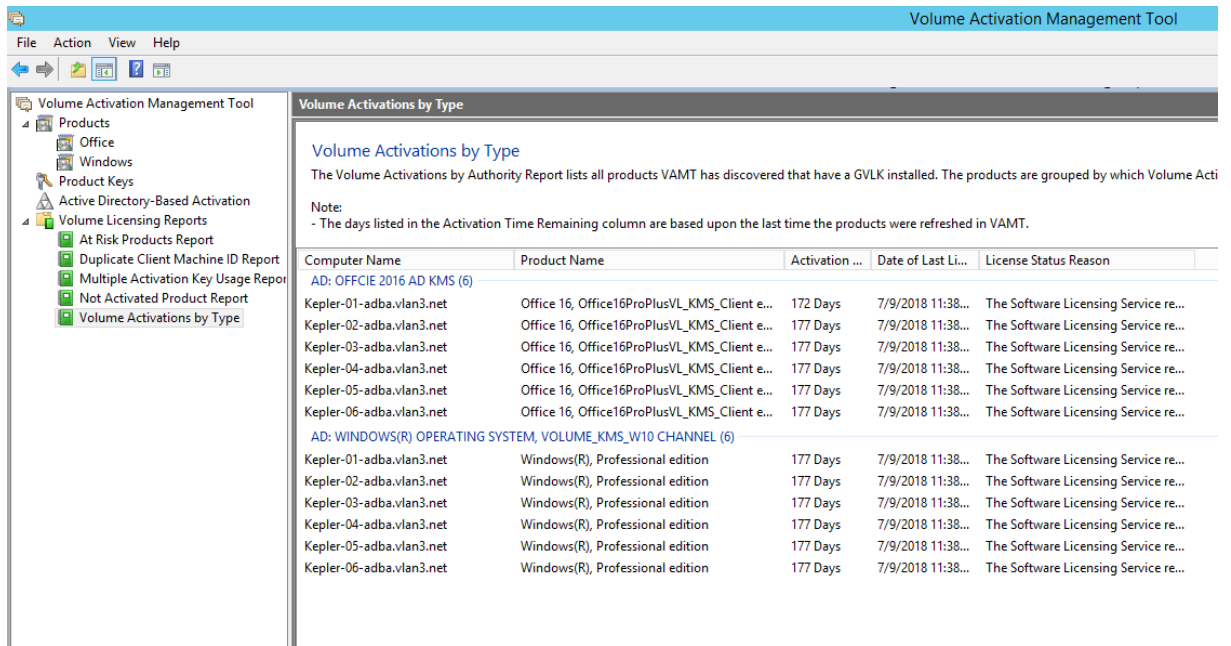 Volume Activation Management Tool
File Action View Help
Volume Activation Management Tool
Products
Office
Windows
Product Keys
Active Directory-Based Activation
Volume Licensing Reports
At Risk Products Report
Duplicate Client Machine ID Report
Multiple Activation Key Usage Repor
Not Activated Product Report
Volume Activations by Type
Volume Activations by Type
Volume Activations by Type
The Volume Activations by Authority Report lists all products VAMT has discovered that have a GVLK installed. The products are grouped by which Volume Acti
Note:
- The days listed in the Activation Time Remaining column are based upon the last time the products were refreshed in VAMT.
Computer Name Product Name Activation ... Date of Last Li... License Status Reason
AD: OFFCIE 2016 AD KMS (6)
Kepler-01-adba.vlan3.net Office 16, Office16ProPlusVL_KMS_Client e... 172 Days 7/9/2018 11:38... The Software Licensing Service re...
Kepler-02-adba.vlan3.net Office 16, Office16ProPlusVL_KMS_Client e... 177 Days 7/9/2018 11:38... The Software Licensing Service re...
Kepler-03-adba.vlan3.net Office 16, Office16ProPlusVL_KMS_Client e... 177 Days 7/9/2018 11:38... The Software Licensing Service re...
Kepler-04-adba.vlan3.net Office 16, Office16ProPlusVL_KMS_Client e... 177 Days 7/9/2018 11:38... The Software Licensing Service re...
Kepler-05-adba.vlan3.net Office 16, Office16ProPlusVL_KMS_Client e... 177 Days 7/9/2018 11:38... The Software Licensing Service re...
Kepler-06-adba.vlan3.net Office 16, Office16ProPlusVL_KMS_Client e... 177 Days 7/9/2018 11:38... The Software Licensing Service re...
AD: WINDOWS(R) OPERATING SYSTEM, VOLUME_KMS_W10 CHANNEL (6)
Kepler-01-adba.vlan3.net Windows(R), Professional edition 177 Days 7/9/2018 11:38... The Software Licensing Service re...
Kepler-02-adba.vlan3.net Windows(R), Professional edition 177 Days 7/9/2018 11:38... The Software Licensing Service re...
Kepler-03-adba.vlan3.net Windows(R), Professional edition 177 Days 7/9/2018 11:38... The Software Licensing Service re...
Kepler-04-adba.vlan3.net Windows(R), Professional edition 177 Days 7/9/2018 11:38... The Software Licensing Service re...
Kepler-05-adba.vlan3.net Windows(R), Professional edition 177 Days 7/9/2018 11:38... The Software Licensing Service re...
Kepler-06-adba.vlan3.net Windows(R), Professional edition 177 Days 7/9/2018 11:38... The Software Licensing Service re...